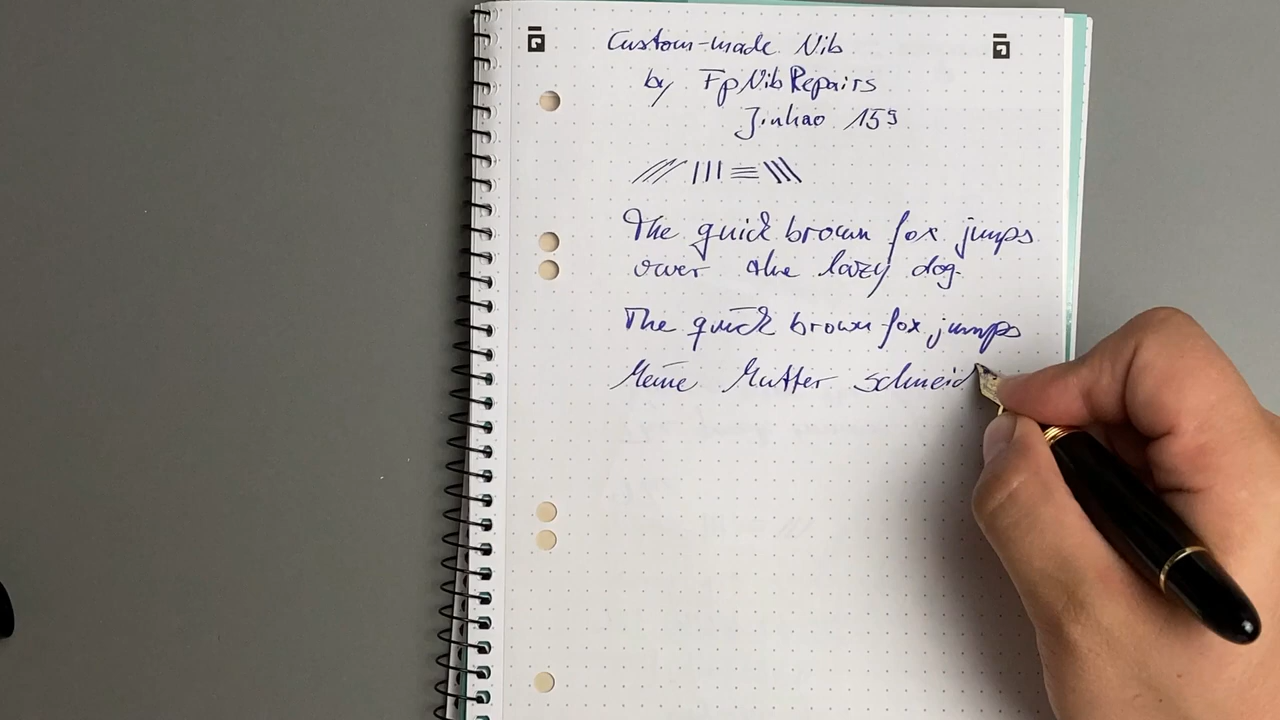 Custom-made Nib
by FpNibRepairs
Jinhao 159
The quick brown fox jumps
over the lazy dog.
The quick brown fox jumps
Meine Mutter schneid